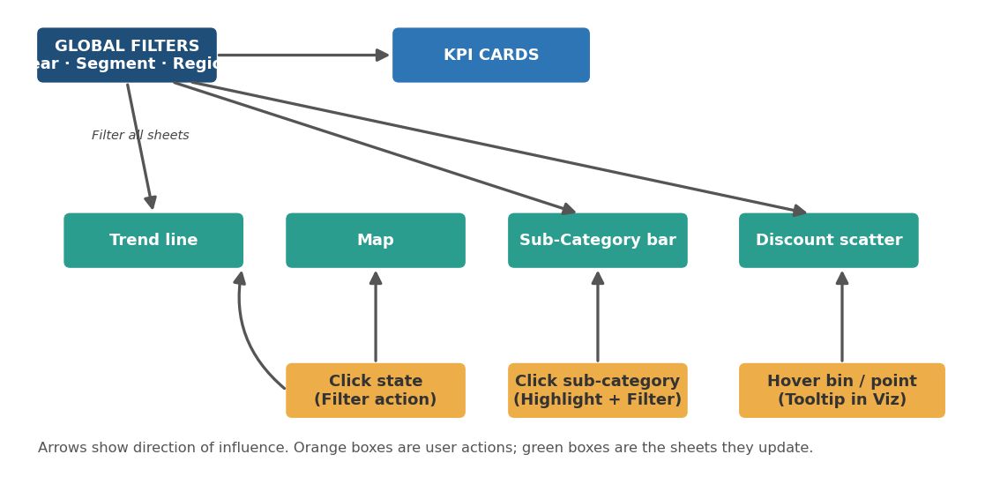 GLOBAL FILTERS
ear · Segment · Regio
KPI CARDS
Filter all sheets
Trend line
Map
Sub-Category bar
Discount scatter
Click state
(Filter action)
Click sub-category
(Highlight + Filter)
Hover bin / point
(Tooltip in Viz)
Arrows show direction of influence. Orange boxes are user actions; green boxes are the sheets they update.